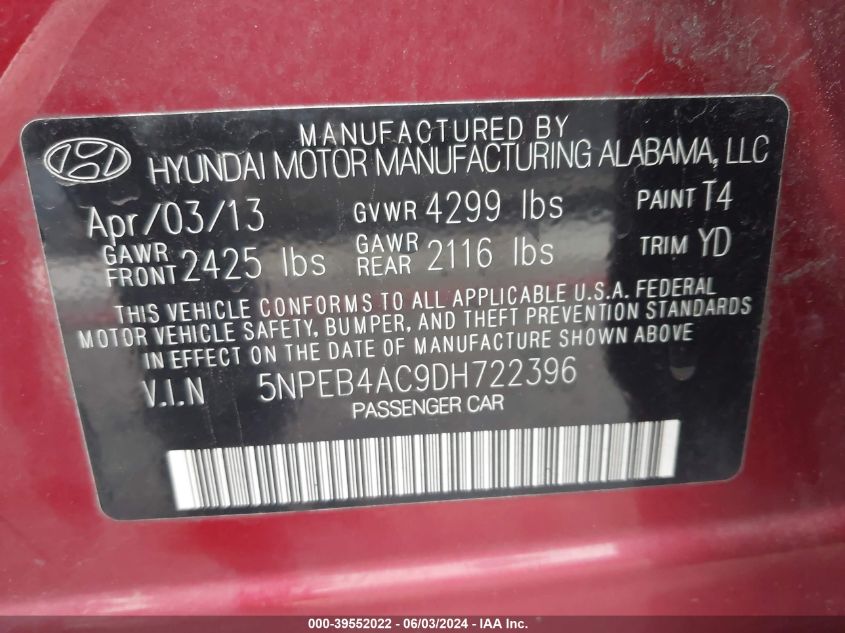 MANUFACTURED BY
HYUNDAI MOTOR MANUFACTURING ALABAMA, LLC
Apr/03/13 GVWR 4299 lbs PAINT T4
GAWR FRONT 2425 lbs GAWR REAR 2116 lbs TRIM YD
THIS VEHICLE CONFORMS TO ALL APPLICABLE U.S.A. FEDERAL
MOTOR VEHICLE SAFETY, BUMPER, AND THEFT PREVENTION STANDARDS
IN EFFECT ON THE DATE OF MANUFACTURE SHOWN ABOVE
V.I.N 5NPEB4AC9DH722396
PASSENGER CAR
000-39552022 - 06/03/2024 - IAA Inc.